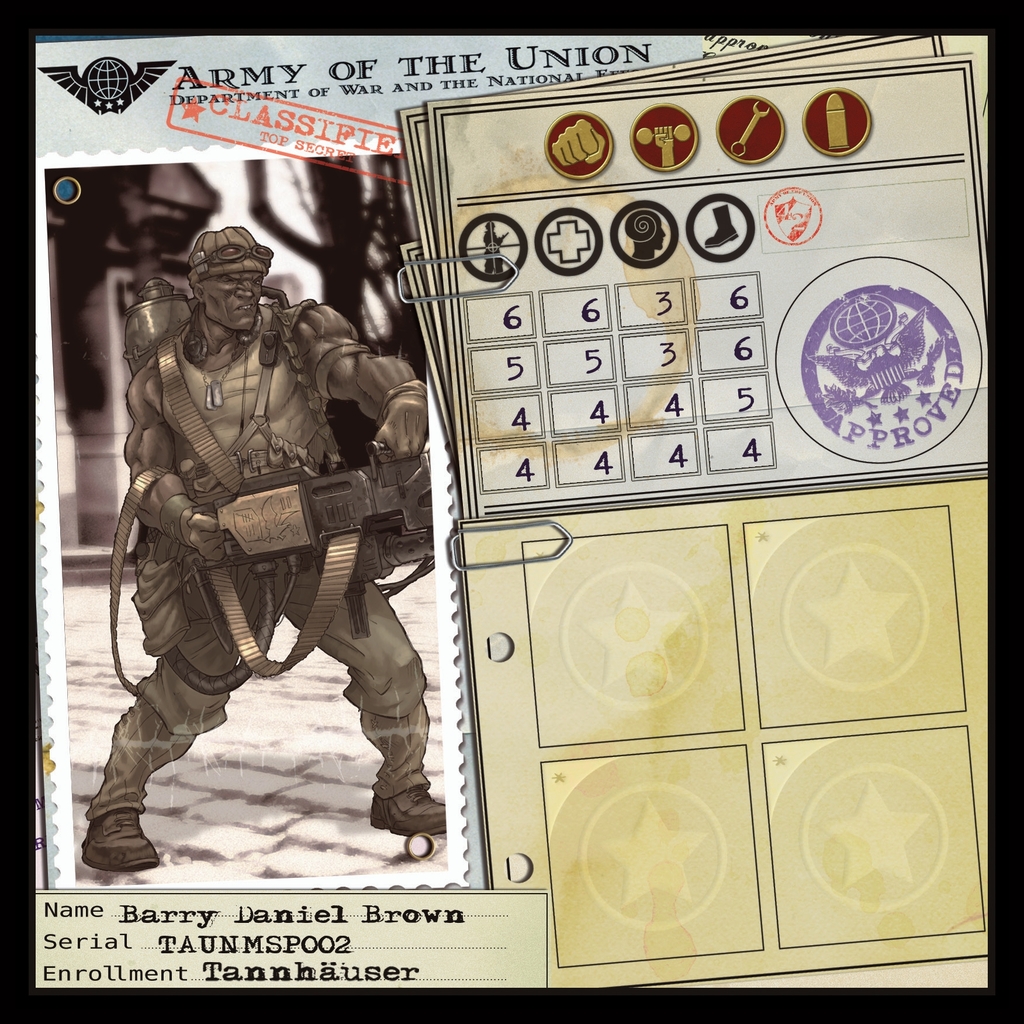 ARMY OF THE UNION
DEPARTMENT OF WAR AND THE NATIONAL
CLASSIFIE
TOP SECRET
6 6 3 6
5 5 3 6
4 4 4 5
4 4 4 4
APPROVED
Name Barry Daniel Brown
Serial TAUNMSP002
Enrollment Tannhäuser